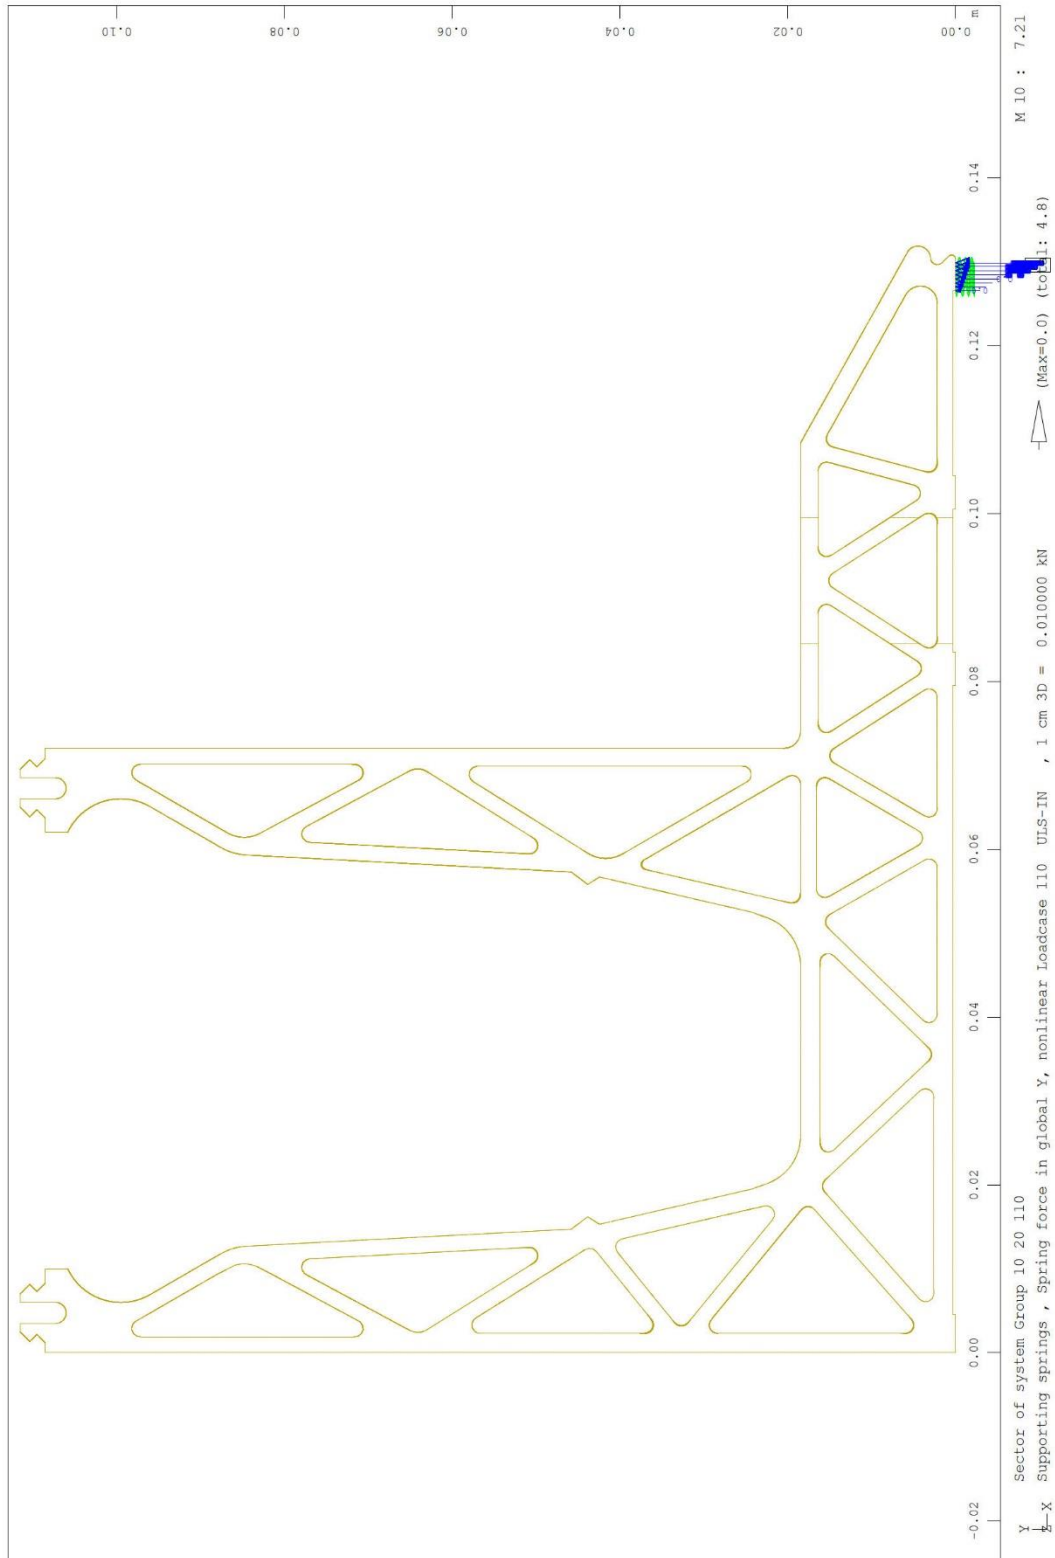 0.10
0.08
0.06
0.04
0.02
0.00
m
-0.02
0.00
0.02
0.04
0.06
0.08
0.10
0.12
0.14
Y
X
Sector of system Group 10 20 110
M 10 : 7.21
Supporting springs , Spring force in global Y, nonlinear Loadcase 110 ULS-IN , 1 cm 3D = 0.010000 kN
(Max=0.0) (total: 4.8)